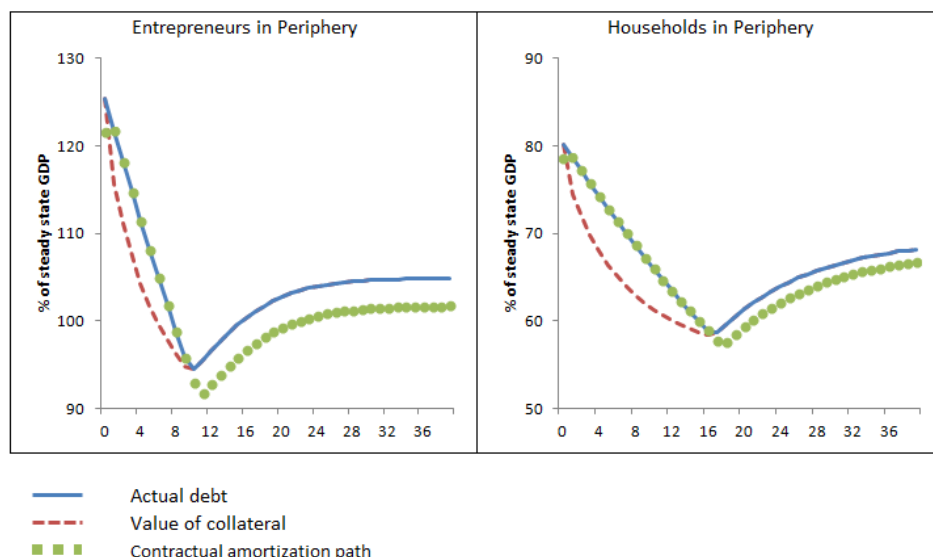 Entrepreneurs in Periphery
Households in Periphery
% of steady state GDP
130
120
110
100
90
0 4 8 12 16 20 24 28 32 36
% of steady state GDP
90
80
70
60
50
0 4 8 12 16 20 24 28 32 36
Actual debt
Value of collateral
Contractual amortization path